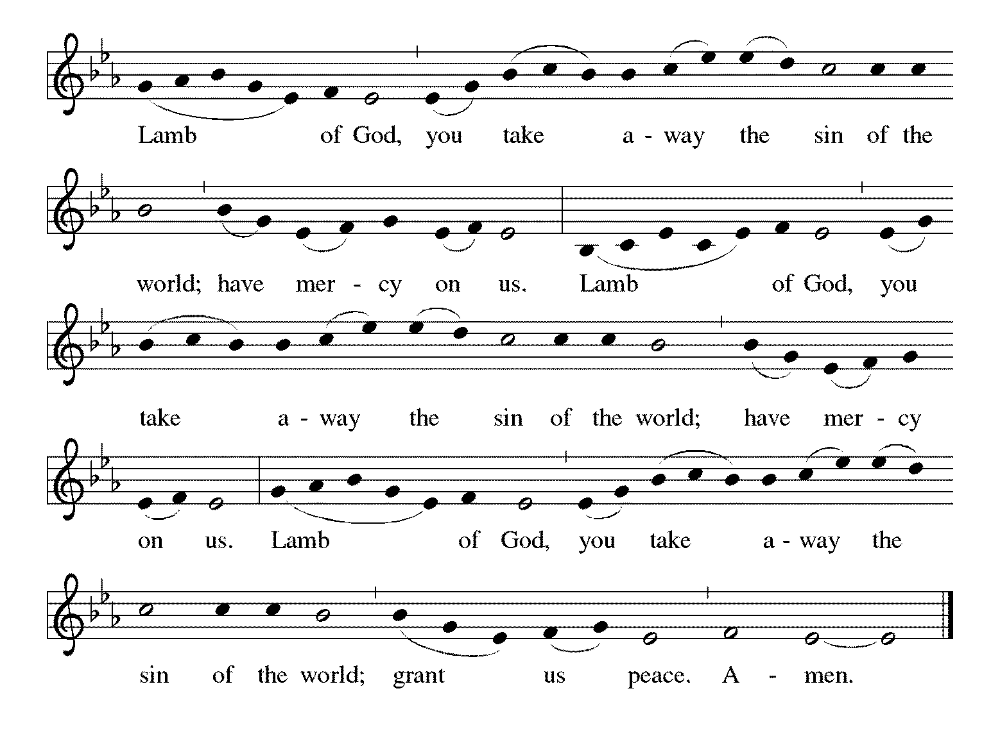 Lamb of God, you take a - way the sin of the
world; have mer - cy on us. Lamb of God, you
take a - way the sin of the world; have mer - cy
on us. Lamb of God, you take a - way the
sin of the world; grant us peace. A - men.